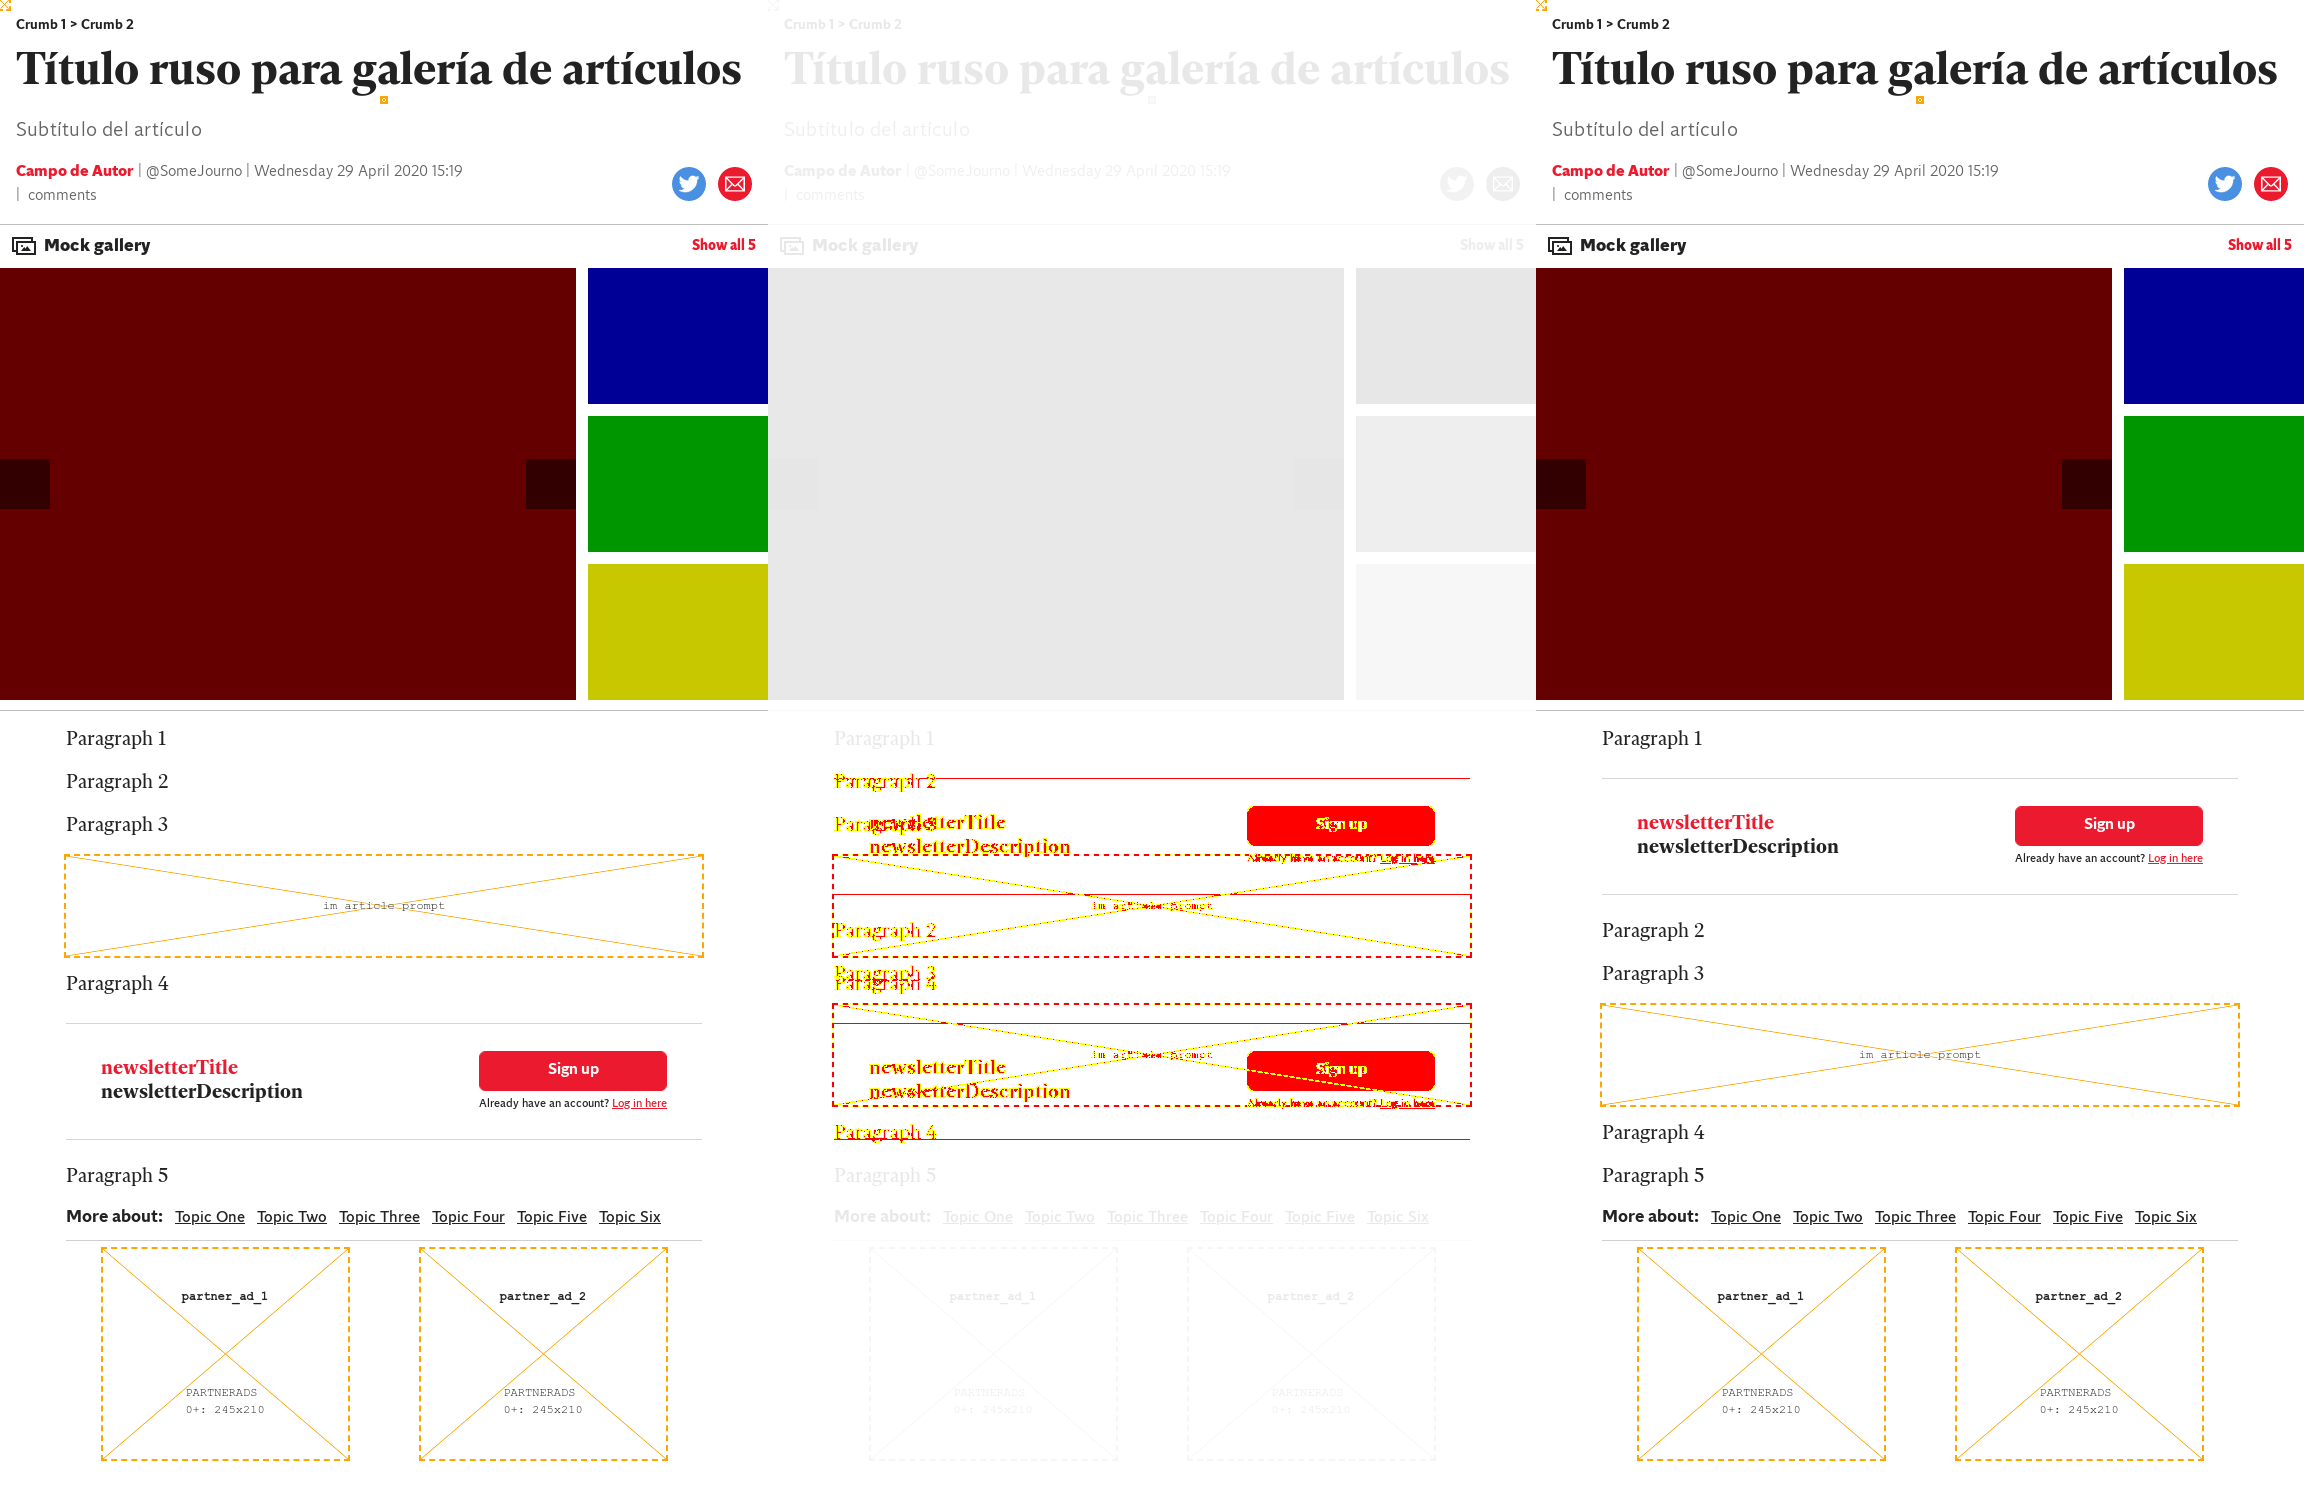 Crumb 1 > Crumb 2
Título ruso para galería de artículos
Subtítulo del artículo
Campo de Autor | @SomeJourno | Wednesday 29 April 2020 15:19
| comments
Mock gallery
Show all 5
Paragraph 1
Paragraph 2
Paragraph 3
im article prompt
Paragraph 4
newsletterTitle
newsletterDescription
Sign up
Already have an account? Log in here
Paragraph 5
More about: Topic One Topic Two Topic Three Topic Four Topic Five Topic Six
partner_ad_1
PARTNERADS
0+: 245x210
partner_ad_2
PARTNERADS
0+: 245x210
Crumb 1 > Crumb 2
Título ruso para galería de artículos
Subtítulo del artículo
Campo de Autor | @SomeJourno | Wednesday 29 April 2020 15:19
| comments
Mock gallery
Show all 5
Paragraph 1
Paragraph 2
Paragraph 3
newsletterTitle
newsletterDescription
Sign up
Already have an account? Log in here
im article prompt
Paragraph 2
Paragraph 3
Paragraph 4
im article prompt
newsletterTitle
newsletterDescription
Sign up
Already have an account? Log in here
Paragraph 4
Paragraph 5
More about: Topic One Topic Two Topic Three Topic Four Topic Five Topic Six
partner_ad_1
PARTNERADS
0+: 245x210
partner_ad_2
PARTNERADS
0+: 245x210
Crumb 1 > Crumb 2
Título ruso para galería de artículos
Subtítulo del artículo
Campo de Autor | @SomeJourno | Wednesday 29 April 2020 15:19
| comments
Mock gallery
Show all 5
Paragraph 1
newsletterTitle
newsletterDescription
Sign up
Already have an account? Log in here
Paragraph 2
Paragraph 3
im article prompt
Paragraph 4
Paragraph 5
More about: Topic One Topic Two Topic Three Topic Four Topic Five Topic Six
partner_ad_1
PARTNERADS
0+: 245x210
partner_ad_2
PARTNERADS
0+: 245x210